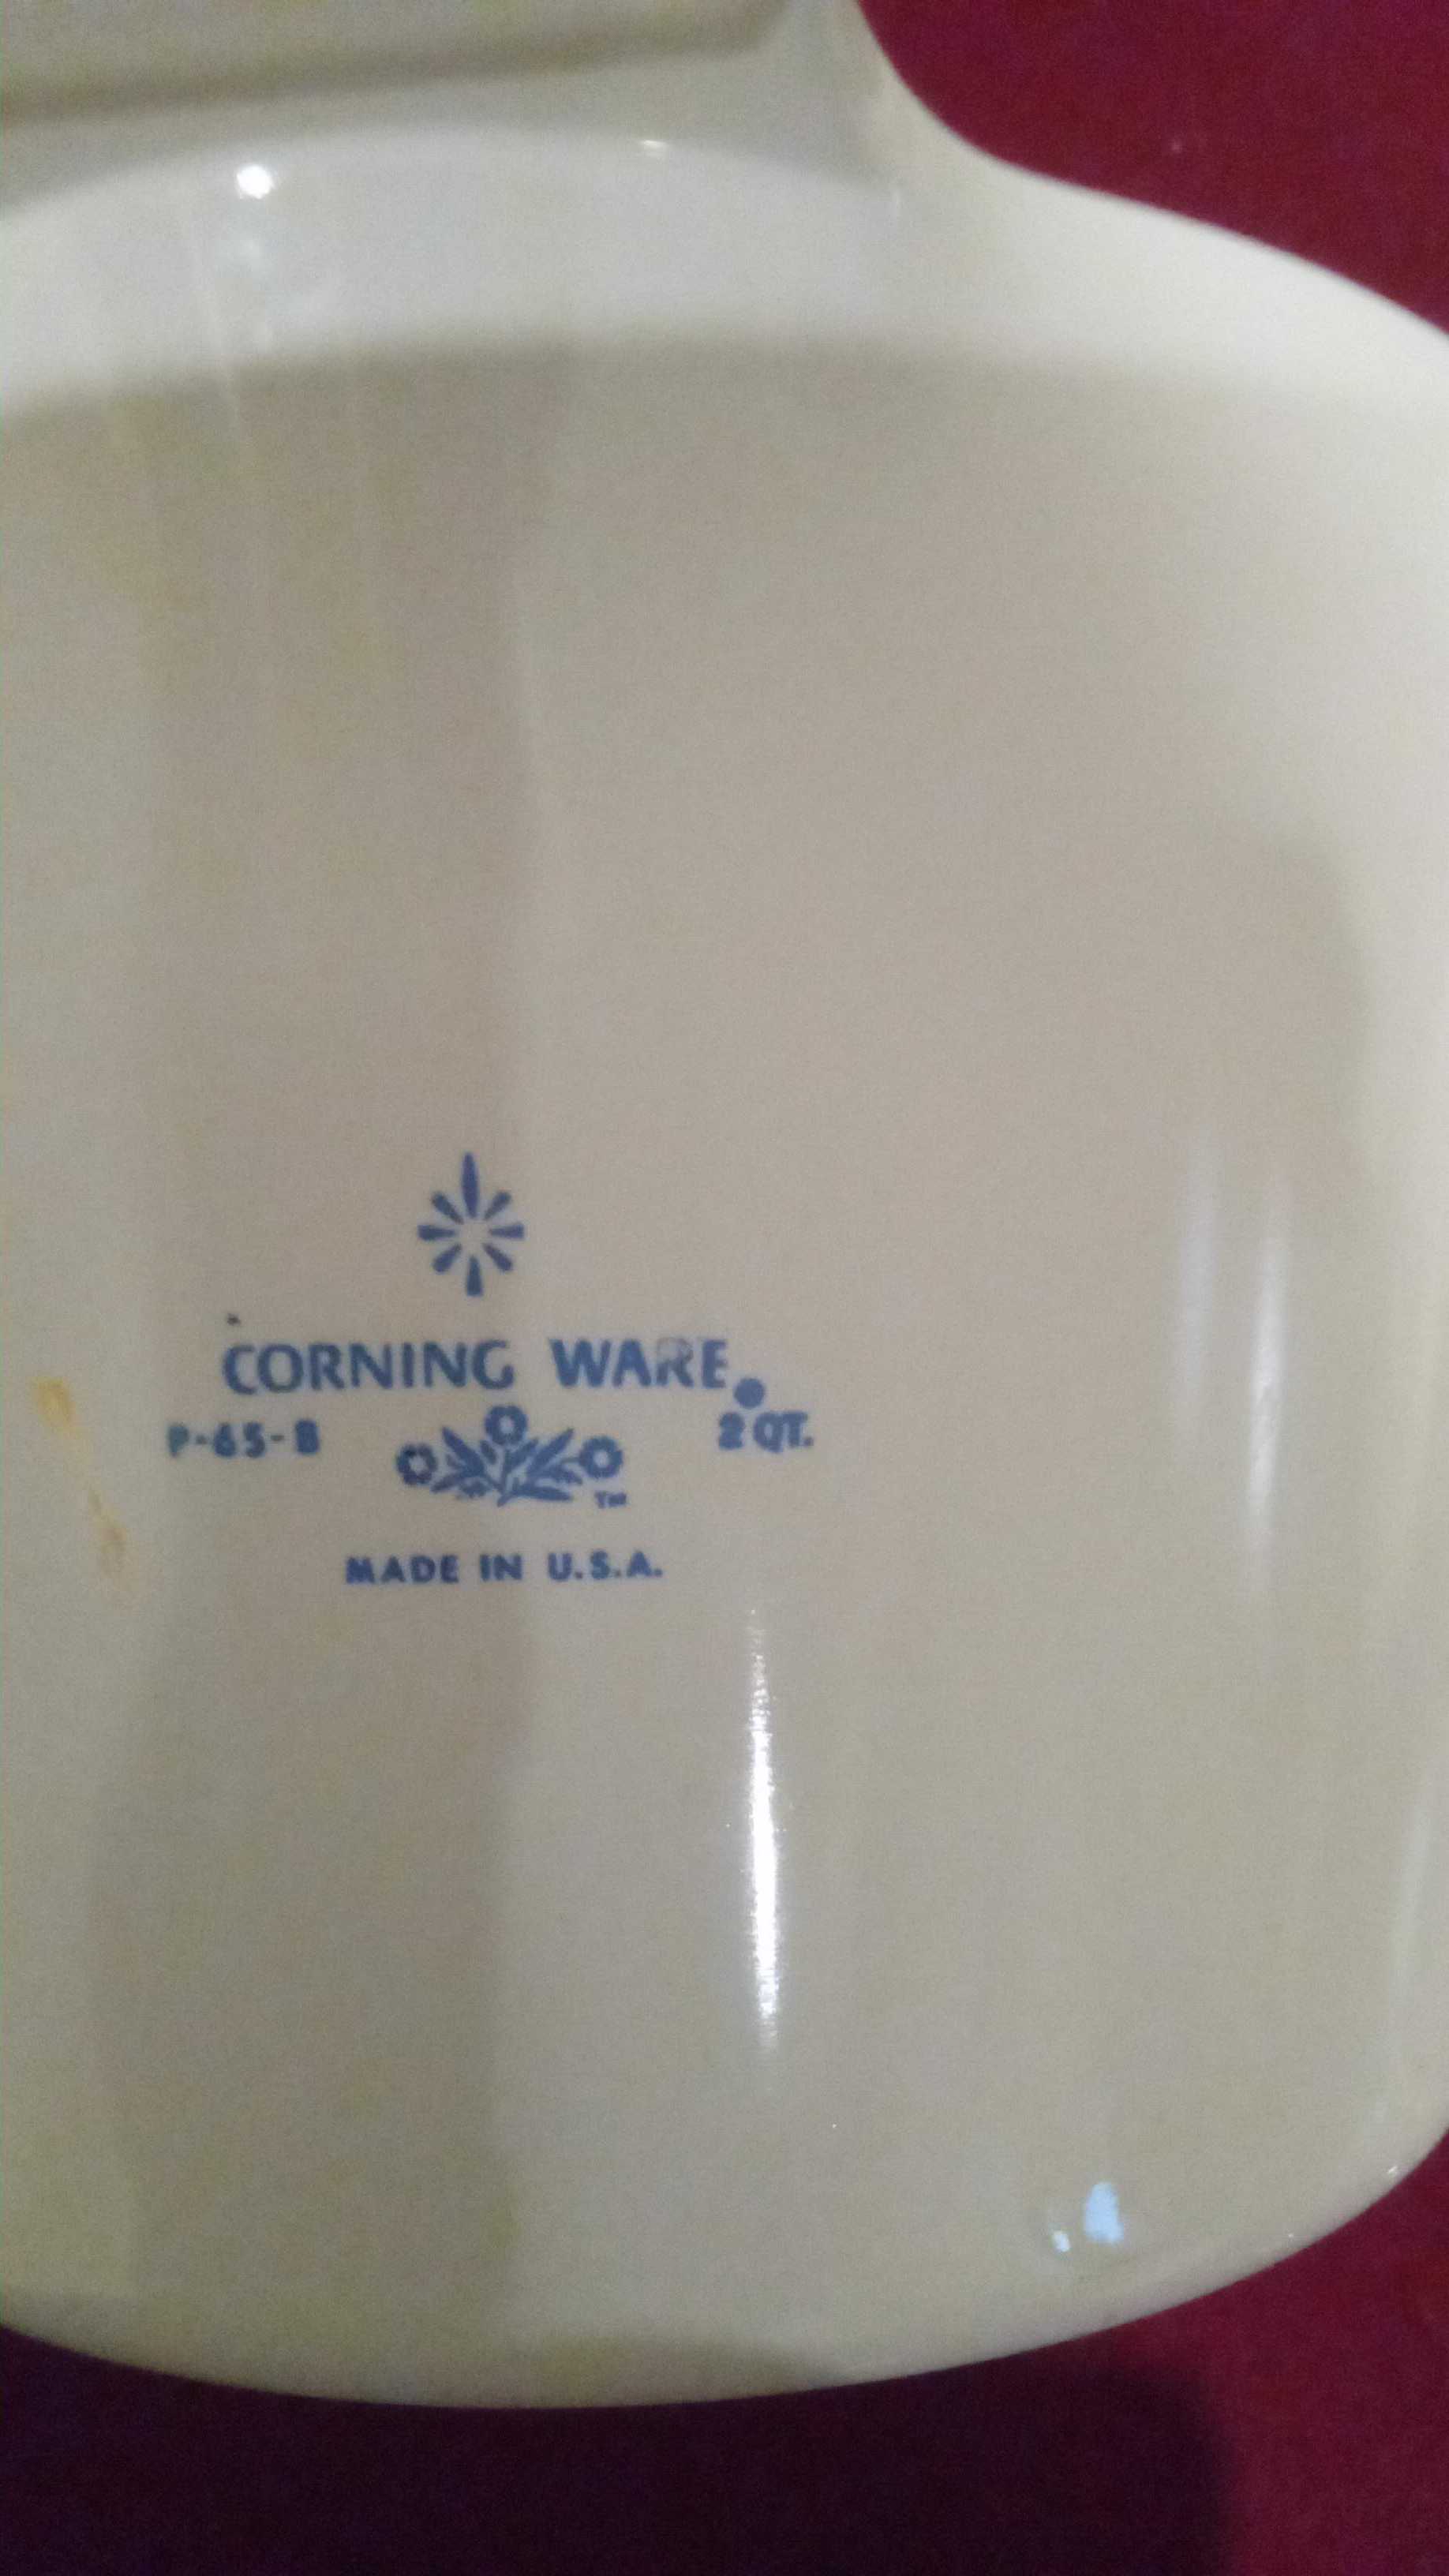 CORNING WARE
P-65-B 2 QT.
TM
MADE IN U.S.A.